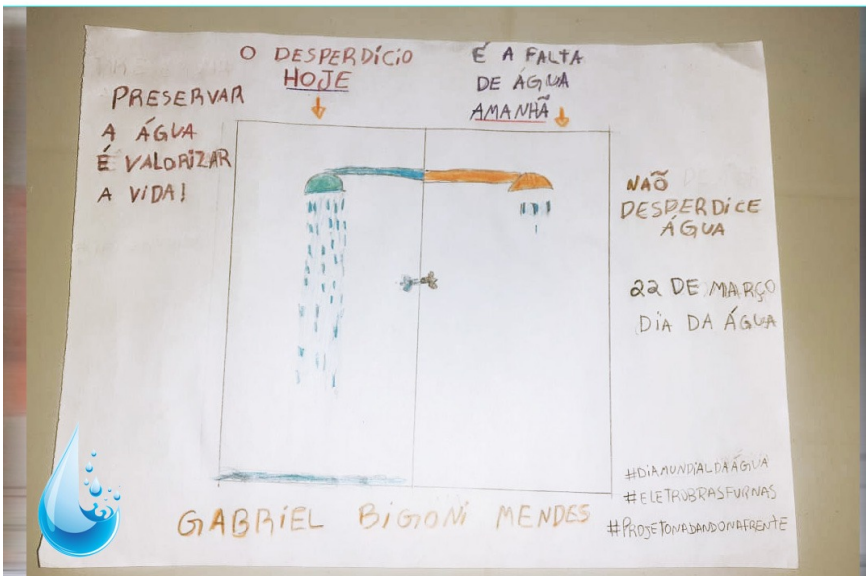 O DESPERDÍCIO
HOJE
É A FALTA
DE ÁGUA
AMANHÃ
PRESERVAR
A ÁGUA
É VALORIZAR
A VIDA!
NÃO
DESPERDICE
ÁGUA
22 DE MARÇO
DIA DA ÁGUA
#DIAMUNDIALDAÁGUA
#ELETROBRASFURNAS
#PROJETONADANDONAFRENTE
GABRIEL BIGONI MENDES